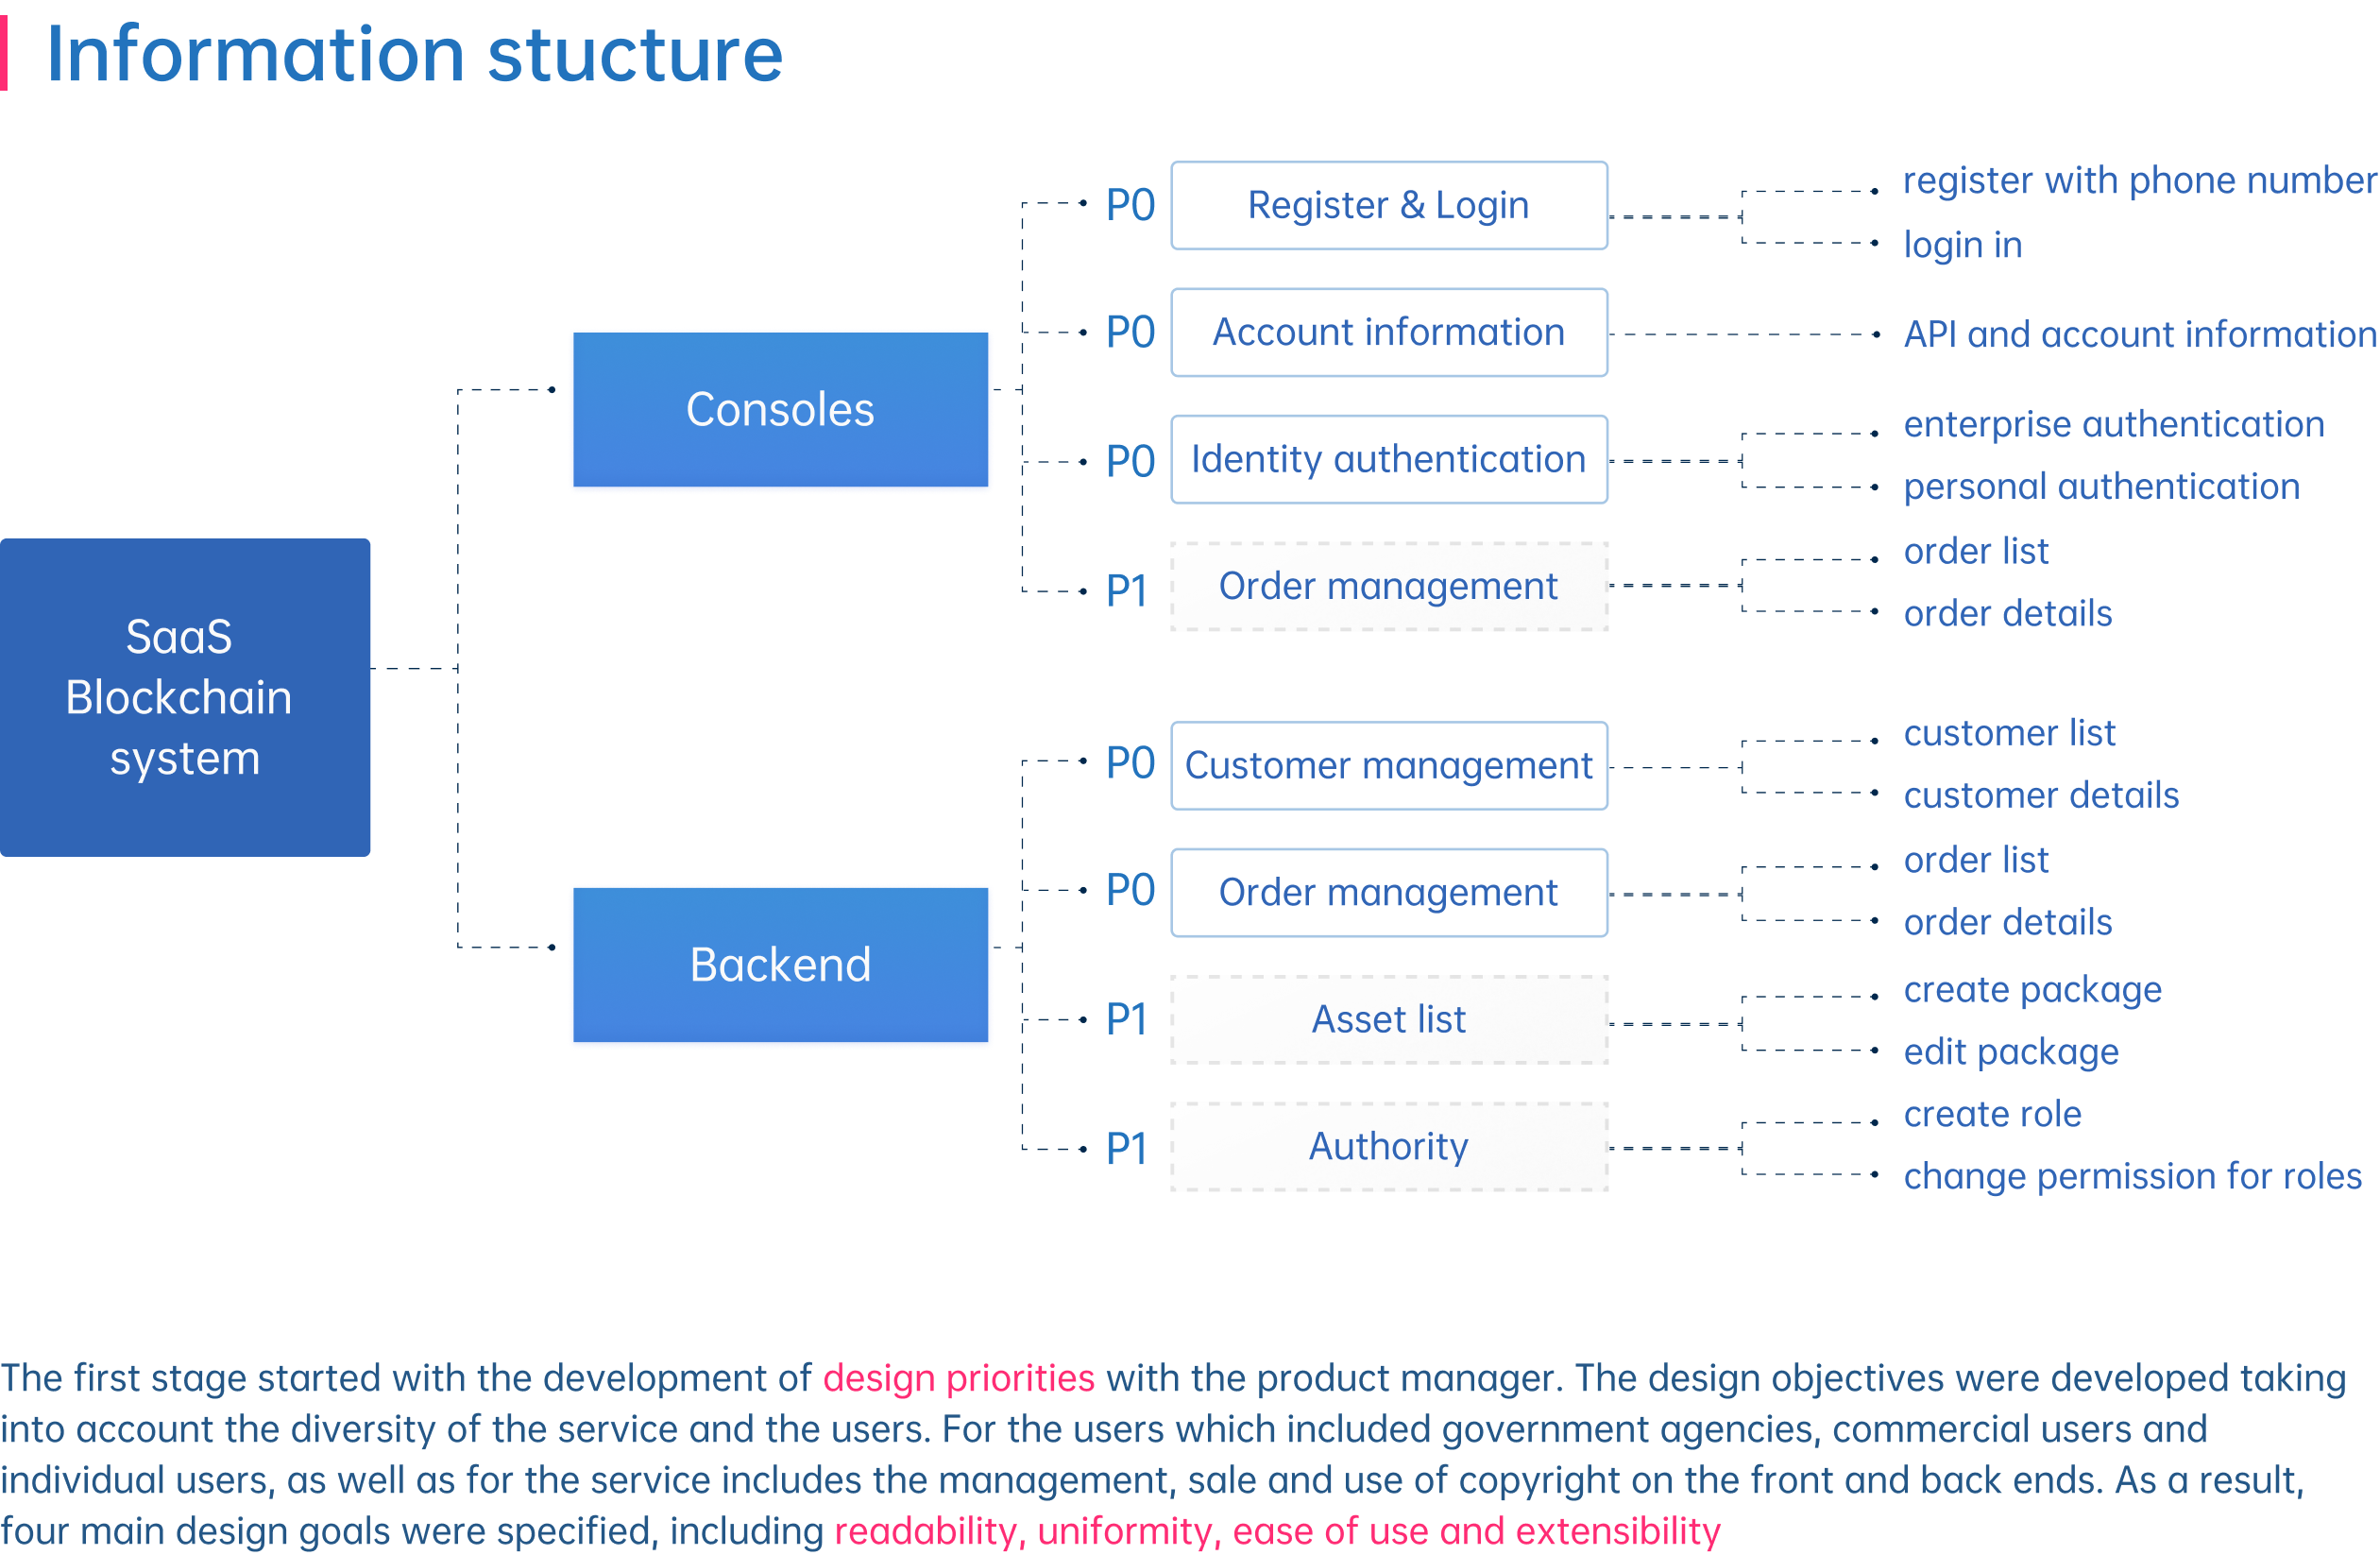 Information stucture
P0
Register & Login
register with phone number
login in
P0
Account information
API and account information
Consoles
P0
Identity authentication
enterprise authentication
personal authentication
P1
Order management
order list
order details
SaaS
Blockchain
system
P0
Customer management
customer list
customer details
P0
Order management
order list
order details
Backend
P1
Asset list
create package
edit package
P1
Authority
create role
change permission for roles
The first stage started with the development of design priorities with the product manager. The design objectives were developed taking
into account the diversity of the service and the users. For the users which included government agencies, commercial users and
individual users, as well as for the service includes the management, sale and use of copyright on the front and back ends. As a result,
four main design goals were specified, including readability, uniformity, ease of use and extensibility